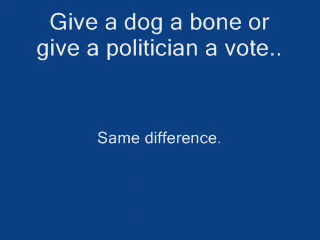 Give a dog a bone or
give a politician a vote..
Same difference.